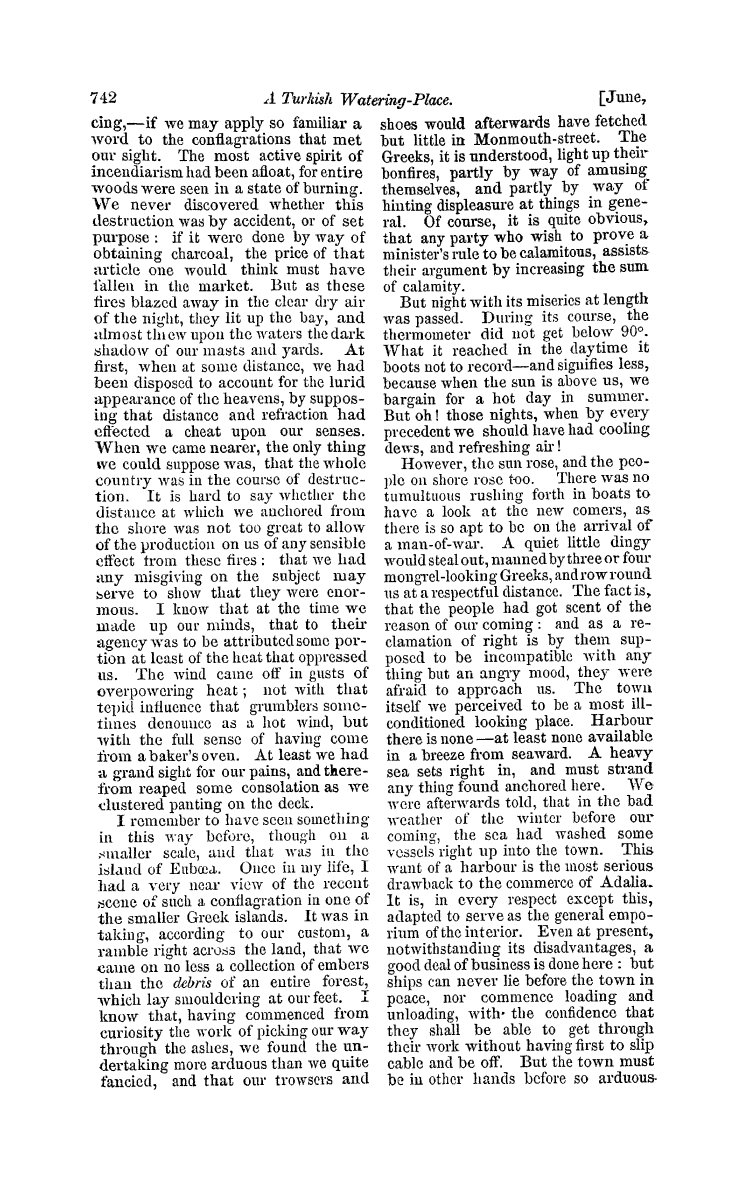 742 A Turkish Watering-Place. [June,
cing,—if we may apply so familiar a
word to the conflagrations that met
our sight. The most active spirit of
incendiarism had been afloat, for entire
woods were seen in a state of burning.
We never discovered whether this
destruction was by accident, or of set
purpose: if it were done by way of
obtaining charcoal, the price of that
article one would think must have
fallen in the market. But as these
fires blazed away in the clear dry air
of the night, they lit up the bay, and
almost threw upon the waters the dark
shadow of our masts and yards. At
first, when at some distance, we had
been disposed to account for the lurid
appearance of the heavens, by suppos-
ing that distance and refraction had
effected a cheat upon our senses.
When we came nearer, the only thing
we could suppose was, that the whole
country was in the course of destruc-
tion. It is hard to say whether the
distance at which we anchored from
the shore was not too great to allow
of the production on us of any sensible
effect from these fires: that we had
any misgiving on the subject may
serve to show that they were enor-
mous. I know that at the time we
made up our minds, that to their
agency was to be attributed some por-
tion at least of the heat that oppressed
us. The wind came off in gusts of
overpowering heat; not with that
tepid influence that grumblers some-
times denounce as a hot wind, but
with the full sense of having come
from a baker's oven. At least we had
a grand sight for our pains, and there-
from reaped some consolation as we
clustered panting on the deck.
I remember to have seen something
in this way before, though on a
smaller scale, and that was in the
island of Eubœa. Once in my life, I
had a very near view of the recent
scene of such a conflagration in one of
the smaller Greek islands. It was in
taking, according to our custom, a
ramble right across the land, that we
came on no less a collection of embers
than the debris of an entire forest,
which lay smouldering at our feet. I
know that, having commenced from
curiosity the work of picking our way
through the ashes, we found the un-
dertaking more arduous than we quite
fancied, and that our trowsers and
shoes would afterwards have fetched
but little in Monmouth-street. The
Greeks, it is understood, light up their
bonfires, partly by way of amusing
themselves, and partly by way of
hinting displeasure at things in gene-
ral. Of course, it is quite obvious,
that any party who wish to prove a
minister's rule to be calamitous, assists
their argument by increasing the sum
of calamity.
But night with its miseries at length
was passed. During its course, the
thermometer did not get below 90°.
What it reached in the daytime it
boots not to record—and signifies less,
because when the sun is above us, we
bargain for a hot day in summer.
But oh! those nights, when by every
precedent we should have had cooling
dews, and refreshing air!
However, the sun rose, and the peo-
ple on shore rose too. There was no
tumultuous rushing forth in boats to
have a look at the new comers, as
there is so apt to be on the arrival of
a man-of-war. A quiet little dingy
would steal out, manned by three or four
mongrel-looking Greeks, and row round
us at a respectful distance. The fact is,
that the people had got scent of the
reason of our coming: and as a re-
clamation of right is by them sup-
posed to be incompatible with any
thing but an angry mood, they were
afraid to approach us. The town
itself we perceived to be a most ill-
conditioned looking place. Harbour
there is none—at least none available
in a breeze from seaward. A heavy
sea sets right in, and must strand
any thing found anchored here. We
were afterwards told, that in the bad
weather of the winter before our
coming, the sea had washed some
vessels right up into the town. This
want of a harbour is the most serious
drawback to the commerce of Adalia.
It is, in every respect except this,
adapted to serve as the general empo-
rium of the interior. Even at present,
notwithstanding its disadvantages, a
good deal of business is done here: but
ships can never lie before the town in
peace, nor commence loading and
unloading, with the confidence that
they shall be able to get through
their work without having first to slip
cable and be off. But the town must
be in other hands before so arduous